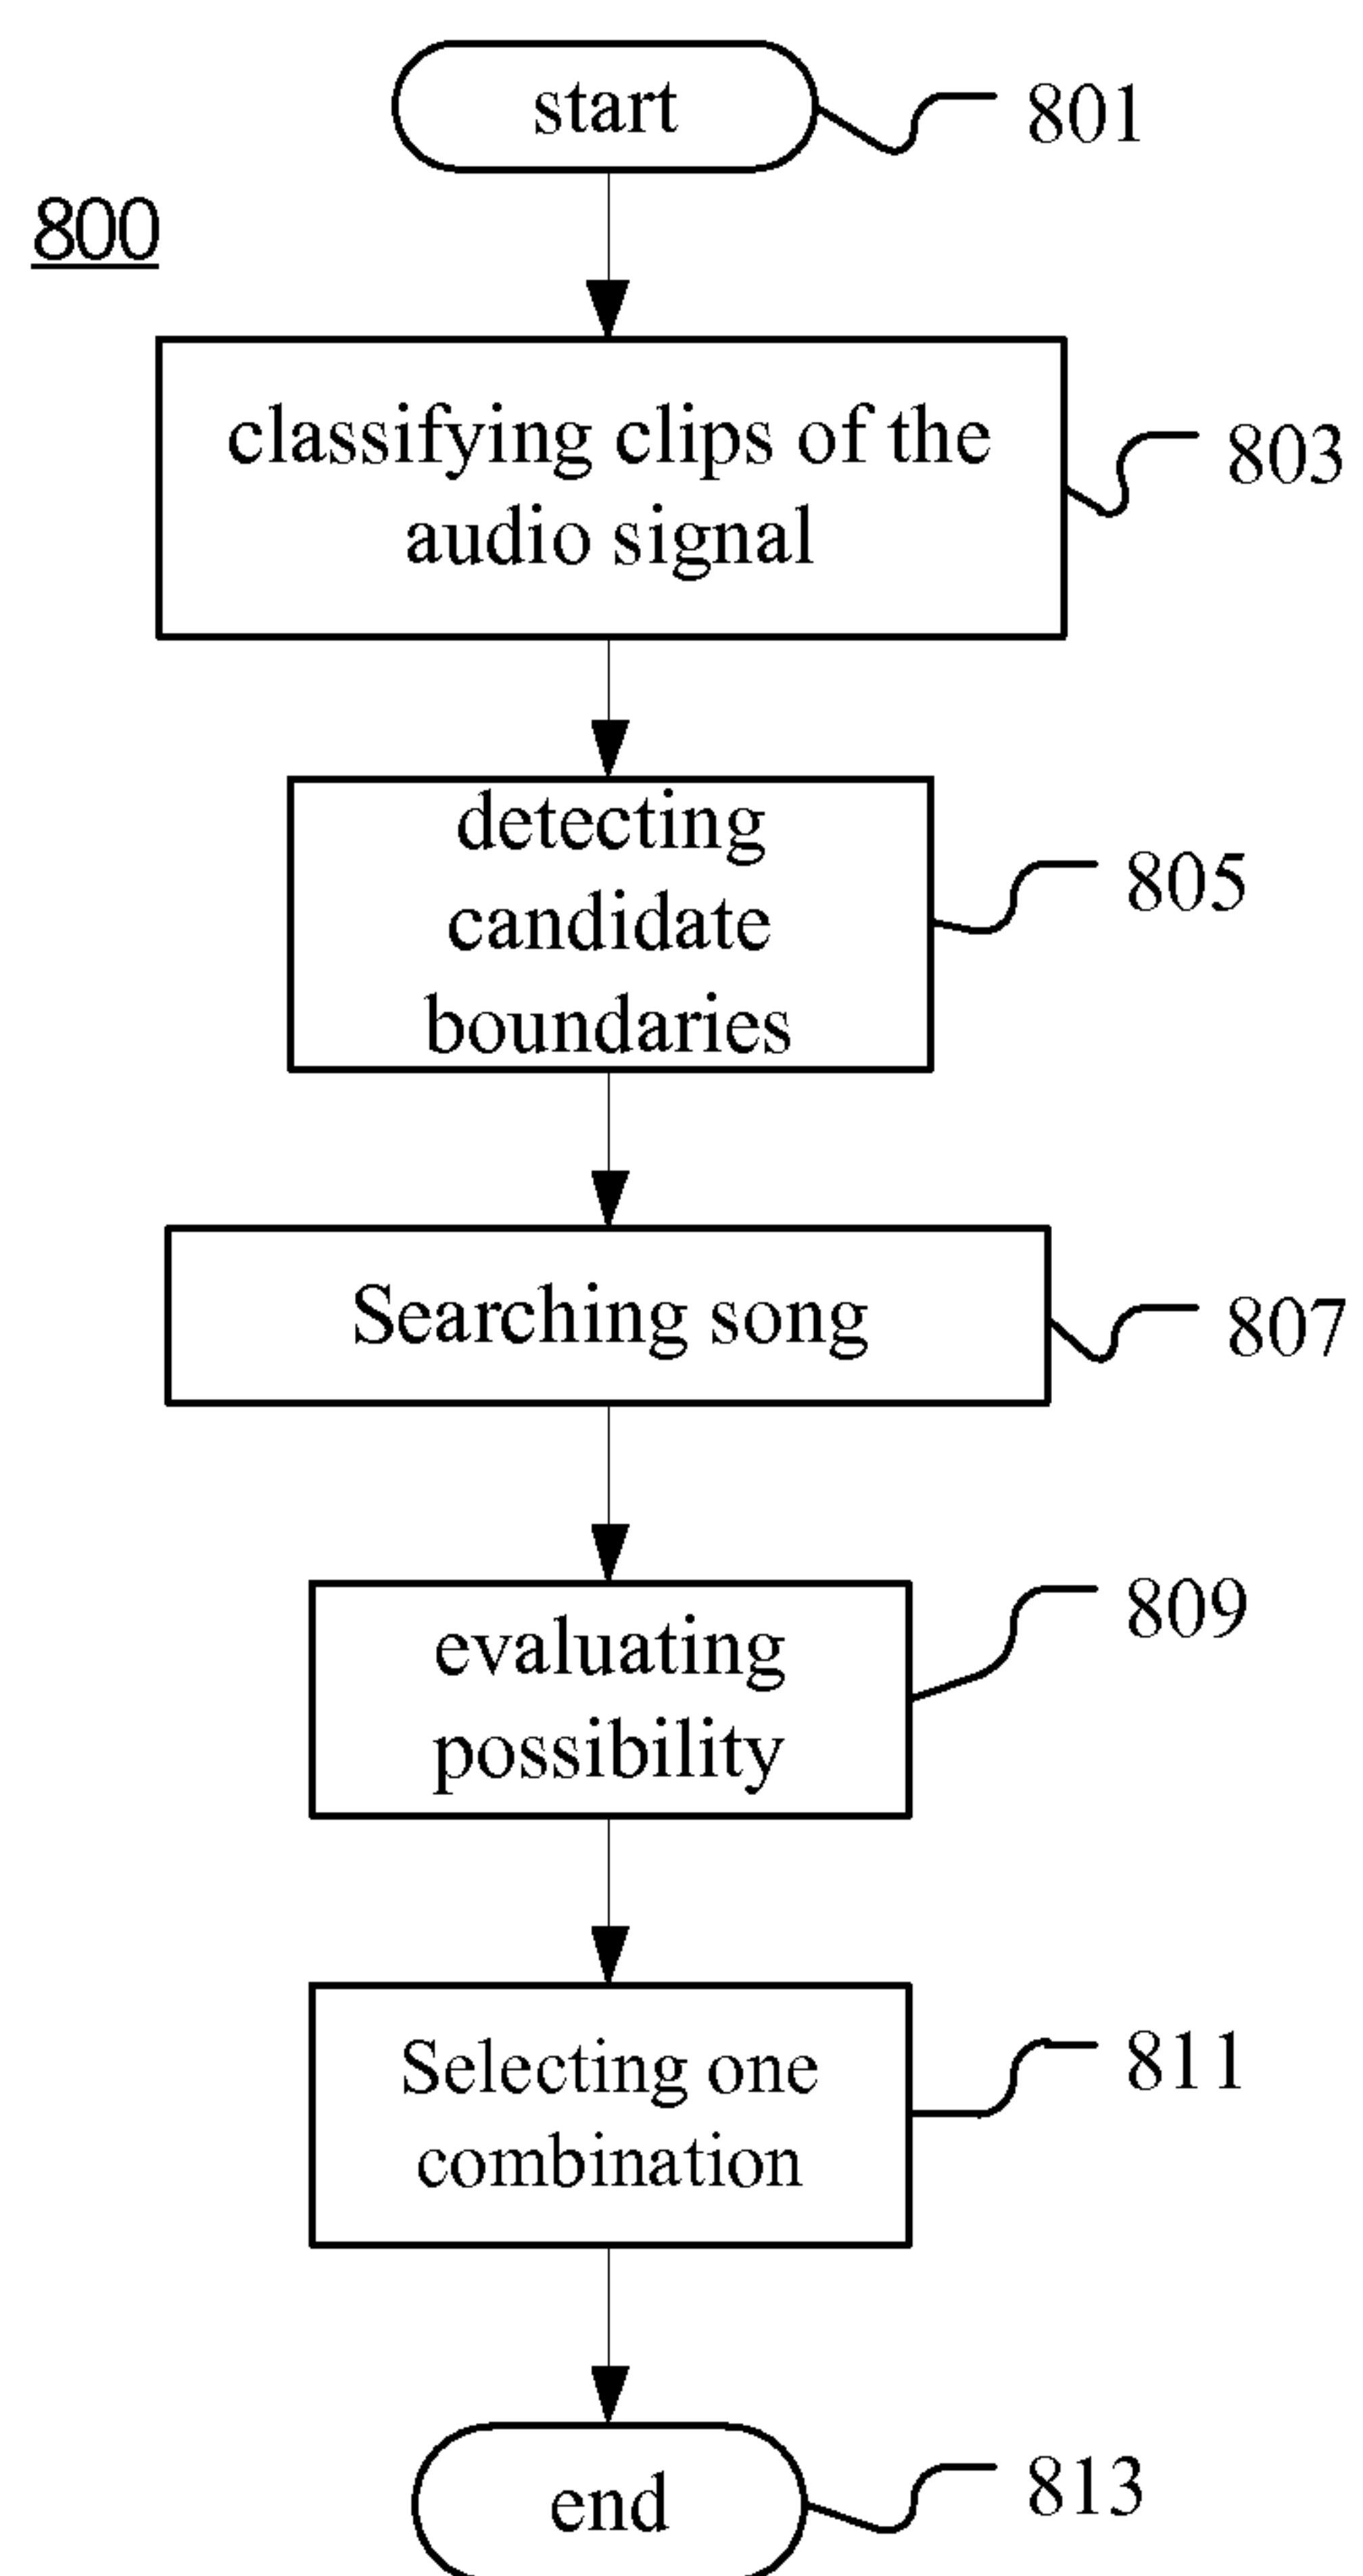 start
801
800
classifying clips of the
audio signal
803
detecting
candidate
boundaries
805
Searching song
807
evaluating
possibility
809
Selecting one
combination
811
end
813